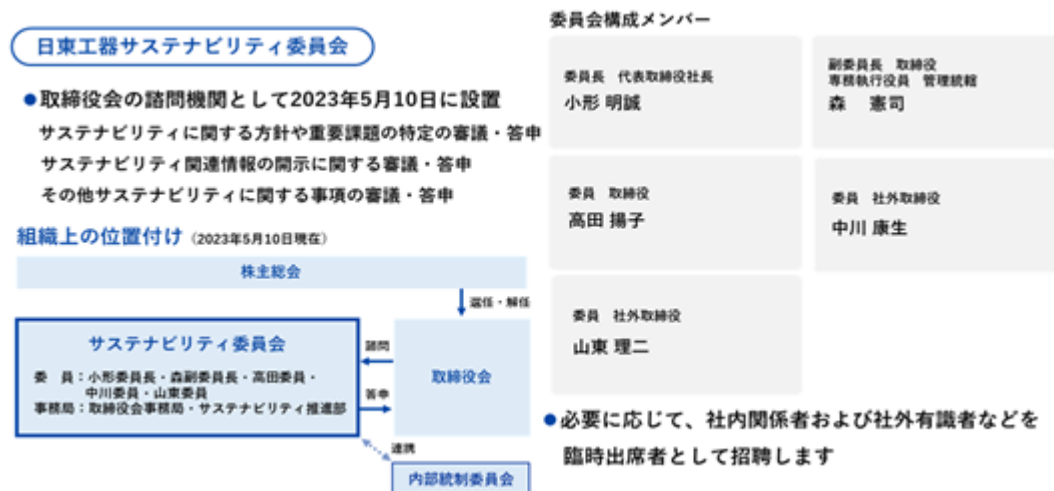 日東工器サステナビリティ委員会
●取締役会の諮問機関として2023年5月10日に設置
サステナビリティに関する方針や重要課題の特定の審議・答申
サステナビリティ関連情報の開示に関する審議・答申
その他サステナビリティに関する事項の審議・答申
組織上の位置付け（2023年5月10日現在）
株主総会
選任・解任
サステナビリティ委員会
委　員：小形委員長・森副委員長・高田委員・
中川委員・山東委員
事務局：取締役会事務局・サステナビリティ推進部
諮問
答申
取締役会
連携
内部統制委員会
委員会構成メンバー
委員長　代表取締役社長
小形 明誠
副委員長　取締役
専務執行役員　管理統轄
森　憲司
委員　取締役
高田 揚子
委員　社外取締役
中川 康生
委員　社外取締役
山東 理二
●必要に応じて、社内関係者および社外有識者などを
臨時出席者として招聘します